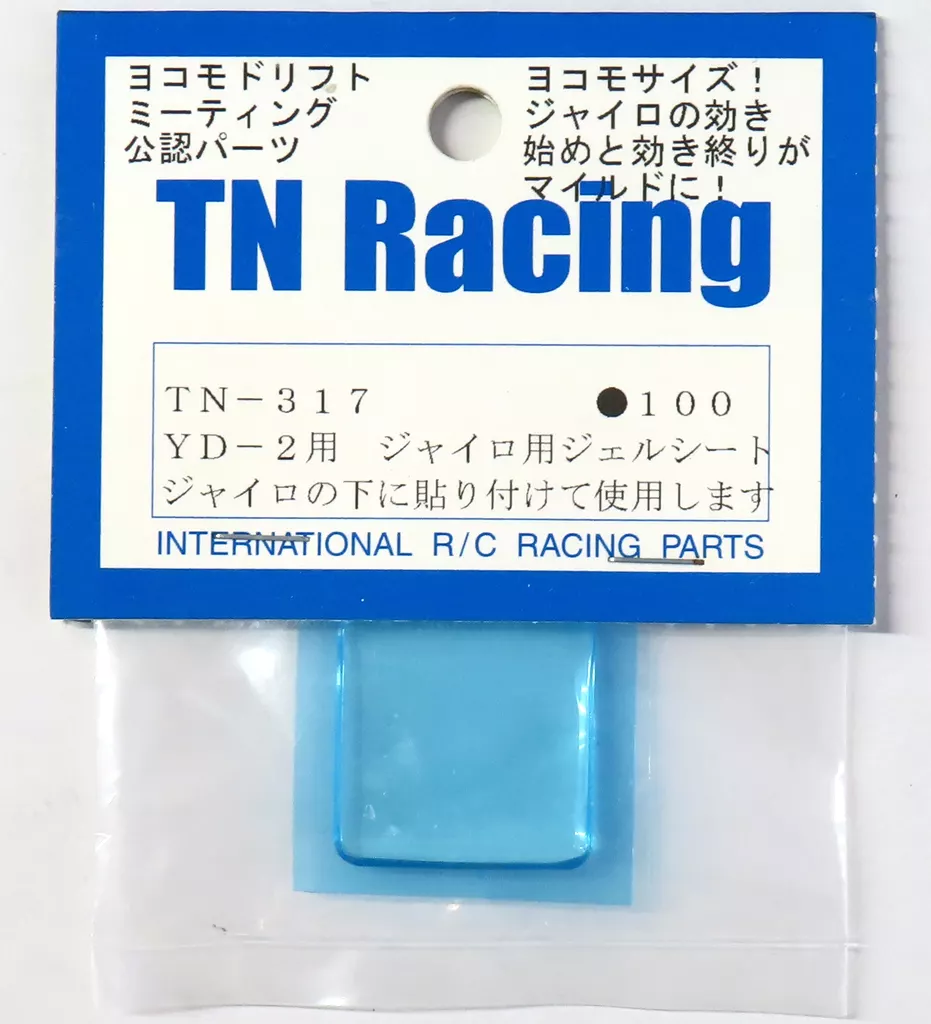 ヨコモドリフト
ミーティング
公認パーツ
ヨコモサイズ！
ジャイロの効き
始めと効き終りが
マイルドに！
TN Racing
ＴＮ－３１７ ●１００
ＹＤ－２用　ジャイロ用ジェルシート
ジャイロの下に貼り付けて使用します
INTERNATIONAL R/C RACING PARTS